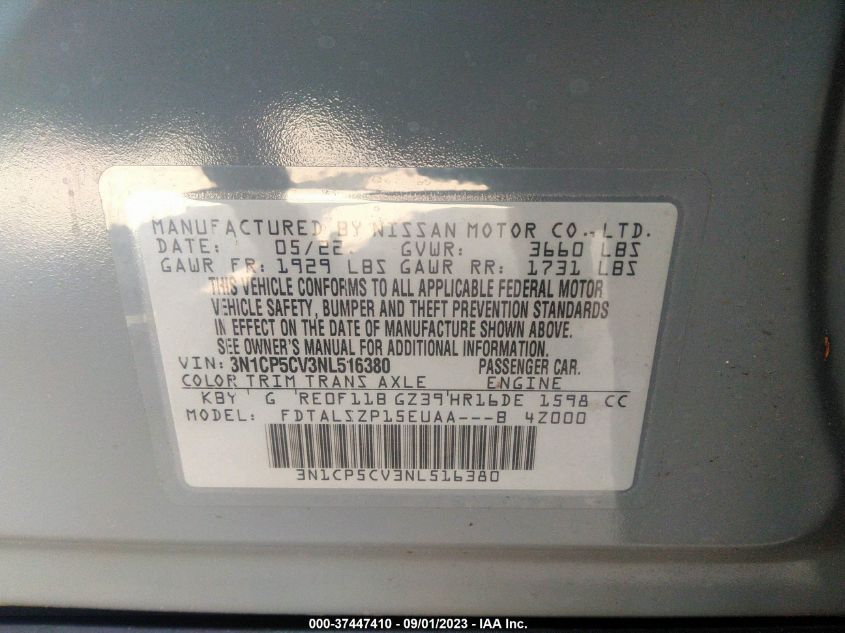 MANUFACTURED BY NISSAN MOTOR CO., LTD.
DATE: 05/22 GVWR: 3660 LBS
GAWR FR: 1929 LBS GAWR RR: 1731 LBS
THIS VEHICLE CONFORMS TO ALL APPLICABLE FEDERAL MOTOR
VEHICLE SAFETY, BUMPER AND THEFT PREVENTION STANDARDS
IN EFFECT ON THE DATE OF MANUFACTURE SHOWN ABOVE.
SEE OWNER'S MANUAL FOR ADDITIONAL INFORMATION.
VIN: 3N1CP5CV3NL516380 PASSENGER CAR.
COLOR TRIM TRANS AXLE ENGINE
KBY G RE0F11B GZ39 HR16DE 1598 CC
MODEL: FDTALSZP15EUAA---B 4Z000
3N1CP5CV3NL516380
000-37447410 - 09/01/2023 - IAA Inc.